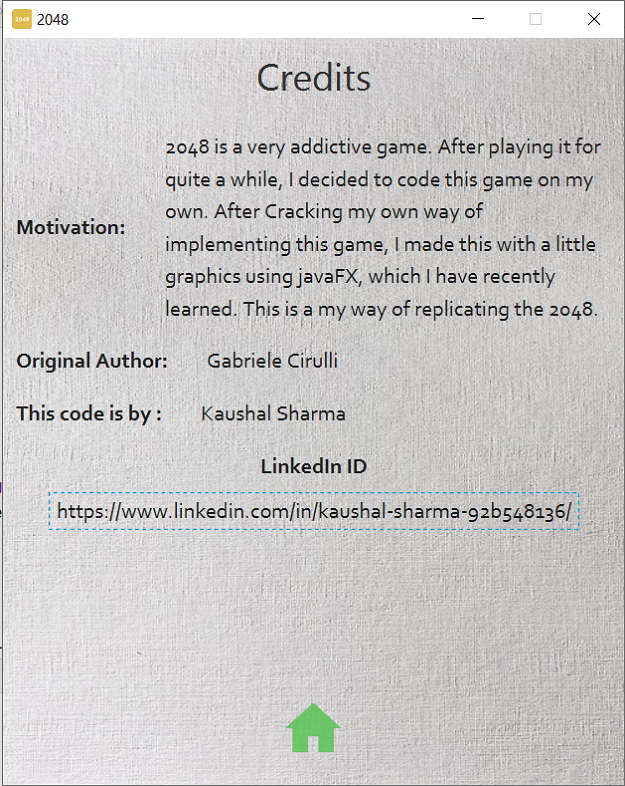 2048 2048
Credits
2048 is a very addictive game. After playing it for
quite a while, I decided to code this game on my
own. After Cracking my own way of
Motivation:
implementing this game, I made this with a little
graphics using javaFX, which I have recently
learned. This is a my way of replicating the 2048.
Original Author: Gabriele Cirulli
This code is by : Kaushal Sharma
LinkedIn ID
https://www.linkedin.com/in/kaushal-sharma-92b548136/